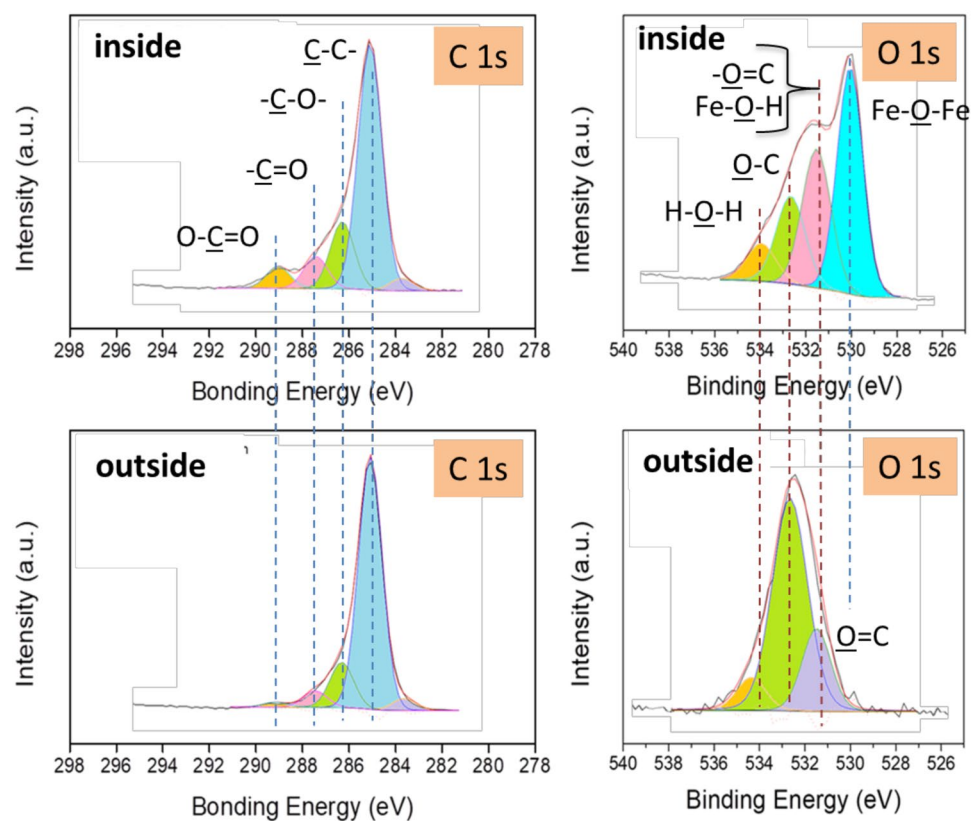 inside
C 1s
C-C-
-C-O-
-C=O
O-C=O
Intensity (a.u.)
298 296 294 292 290 288 286 284 282 280 278
Bonding Energy (eV)
inside
O 1s
-O=C
Fe-O-H
Fe-O-Fe
O-C
H-O-H
Intensity (a.u.)
540 538 536 534 532 530 528 526
Binding Energy (eV)
outside
C 1s
Intensity (a.u.)
298 296 294 292 290 288 286 284 282 280 278
Bonding Energy (eV)
outside
O 1s
O=C
Intensity (a.u.)
540 538 536 534 532 530 528 526
Binding Energy (eV)